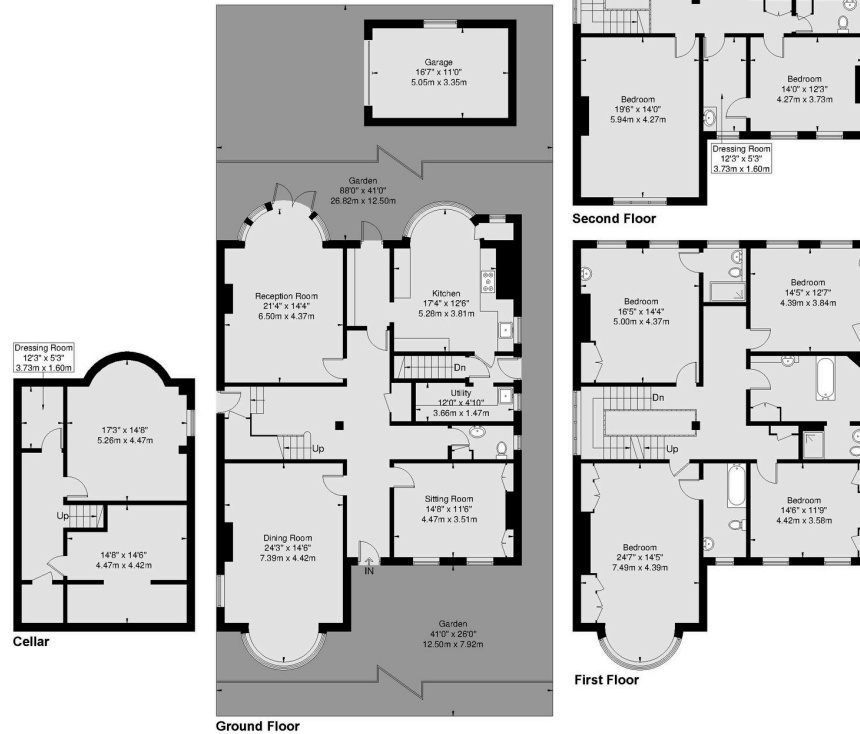 Garage
16'7" x 11'0"
5.05m x 3.35m
Garden
88'0" x 41'0"
26.82m x 12.50m
Reception Room
21'4" x 14'4"
6.50m x 4.37m
Kitchen
17'4" x 12'6"
5.28m x 3.81m
Dn
Utility
12'0" x 4'10"
3.66m x 1.47m
Up
Sitting Room
14'8" x 11'6"
4.47m x 3.51m
Dining Room
24'3" x 14'6"
7.39m x 4.42m
IN
Garden
41'0" x 26'0"
12.50m x 7.92m
Ground Floor
Dressing Room
12'3" x 5'3"
3.73m x 1.60m
17'3" x 14'8"
5.26m x 4.47m
Up
14'8" x 14'6"
4.47m x 4.42m
Cellar
Bedroom
19'6" x 14'0"
5.94m x 4.27m
Bedroom
14'0" x 12'3"
4.27m x 3.73m
Dressing Room
12'3" x 5'3"
3.73m x 1.60m
Second Floor
Bedroom
16'5" x 14'4"
5.00m x 4.37m
Bedroom
14'5" x 12'7"
4.39m x 3.84m
Dn
Up
Bedroom
14'6" x 11'9"
4.42m x 3.58m
Bedroom
24'7" x 14'5"
7.49m x 4.39m
First Floor